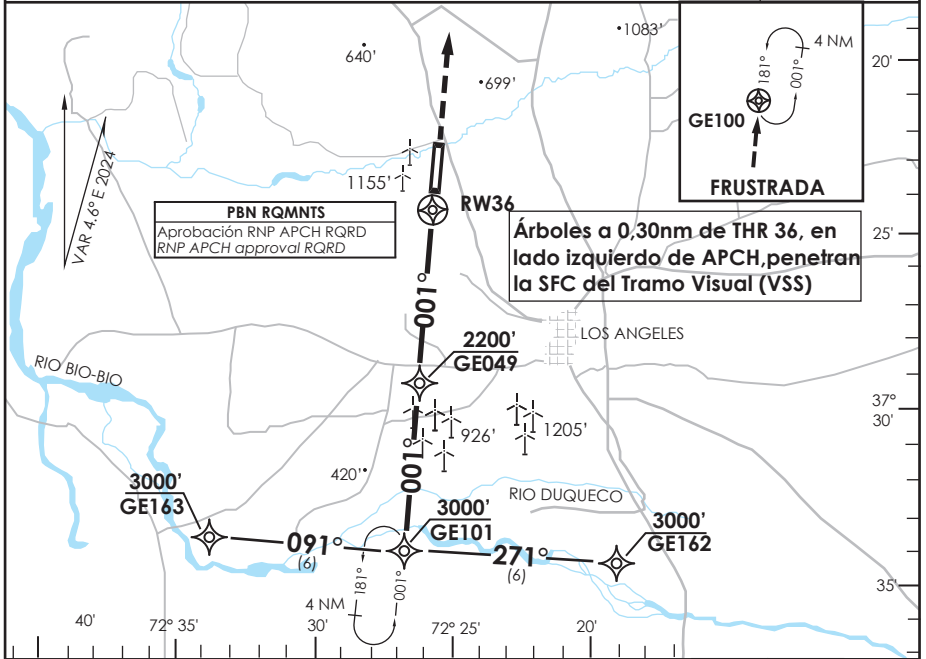 1083'
640'
699'
20'
4 NM
181°
001°
GE100
FRUSTRADA
VAR 4.6° E 2024
1155'
RW36
PBN RQMNTS
Aprobación RNP APCH RQRD
RNP APCH approval RQRD
Árboles a 0,30nm de THR 36, en
lado izquierdo de APCH,penetran
la SFC del Tramo Visual (VSS)
25'
001°
LOS ANGELES
2200'
GE049
RIO BIO-BIO
37°
30'
926'
1205'
001°
420'
RIO DUQUECO
3000'
GE163
3000'
GE101
3000'
GE162
091°
(6)
271°
(6)
181°
001°
4 NM
35'
40'
72° 35'
30'
72° 25'
20'